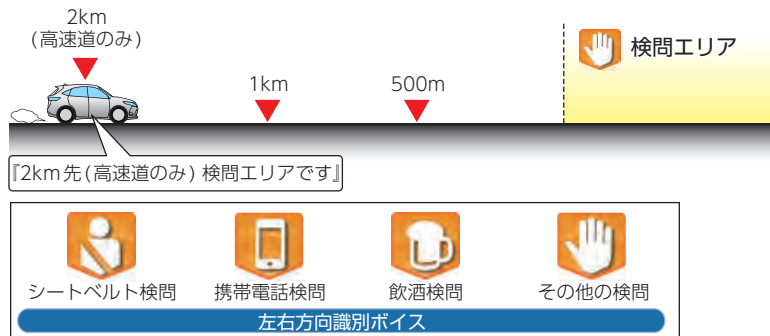 2km
(高速道のみ)
検問エリア
1km
500m
『2km先(高速道のみ) 検問エリアです』
シートベルト検問
携帯電話検問
飲酒検問
その他の検問
左右方向識別ボイス